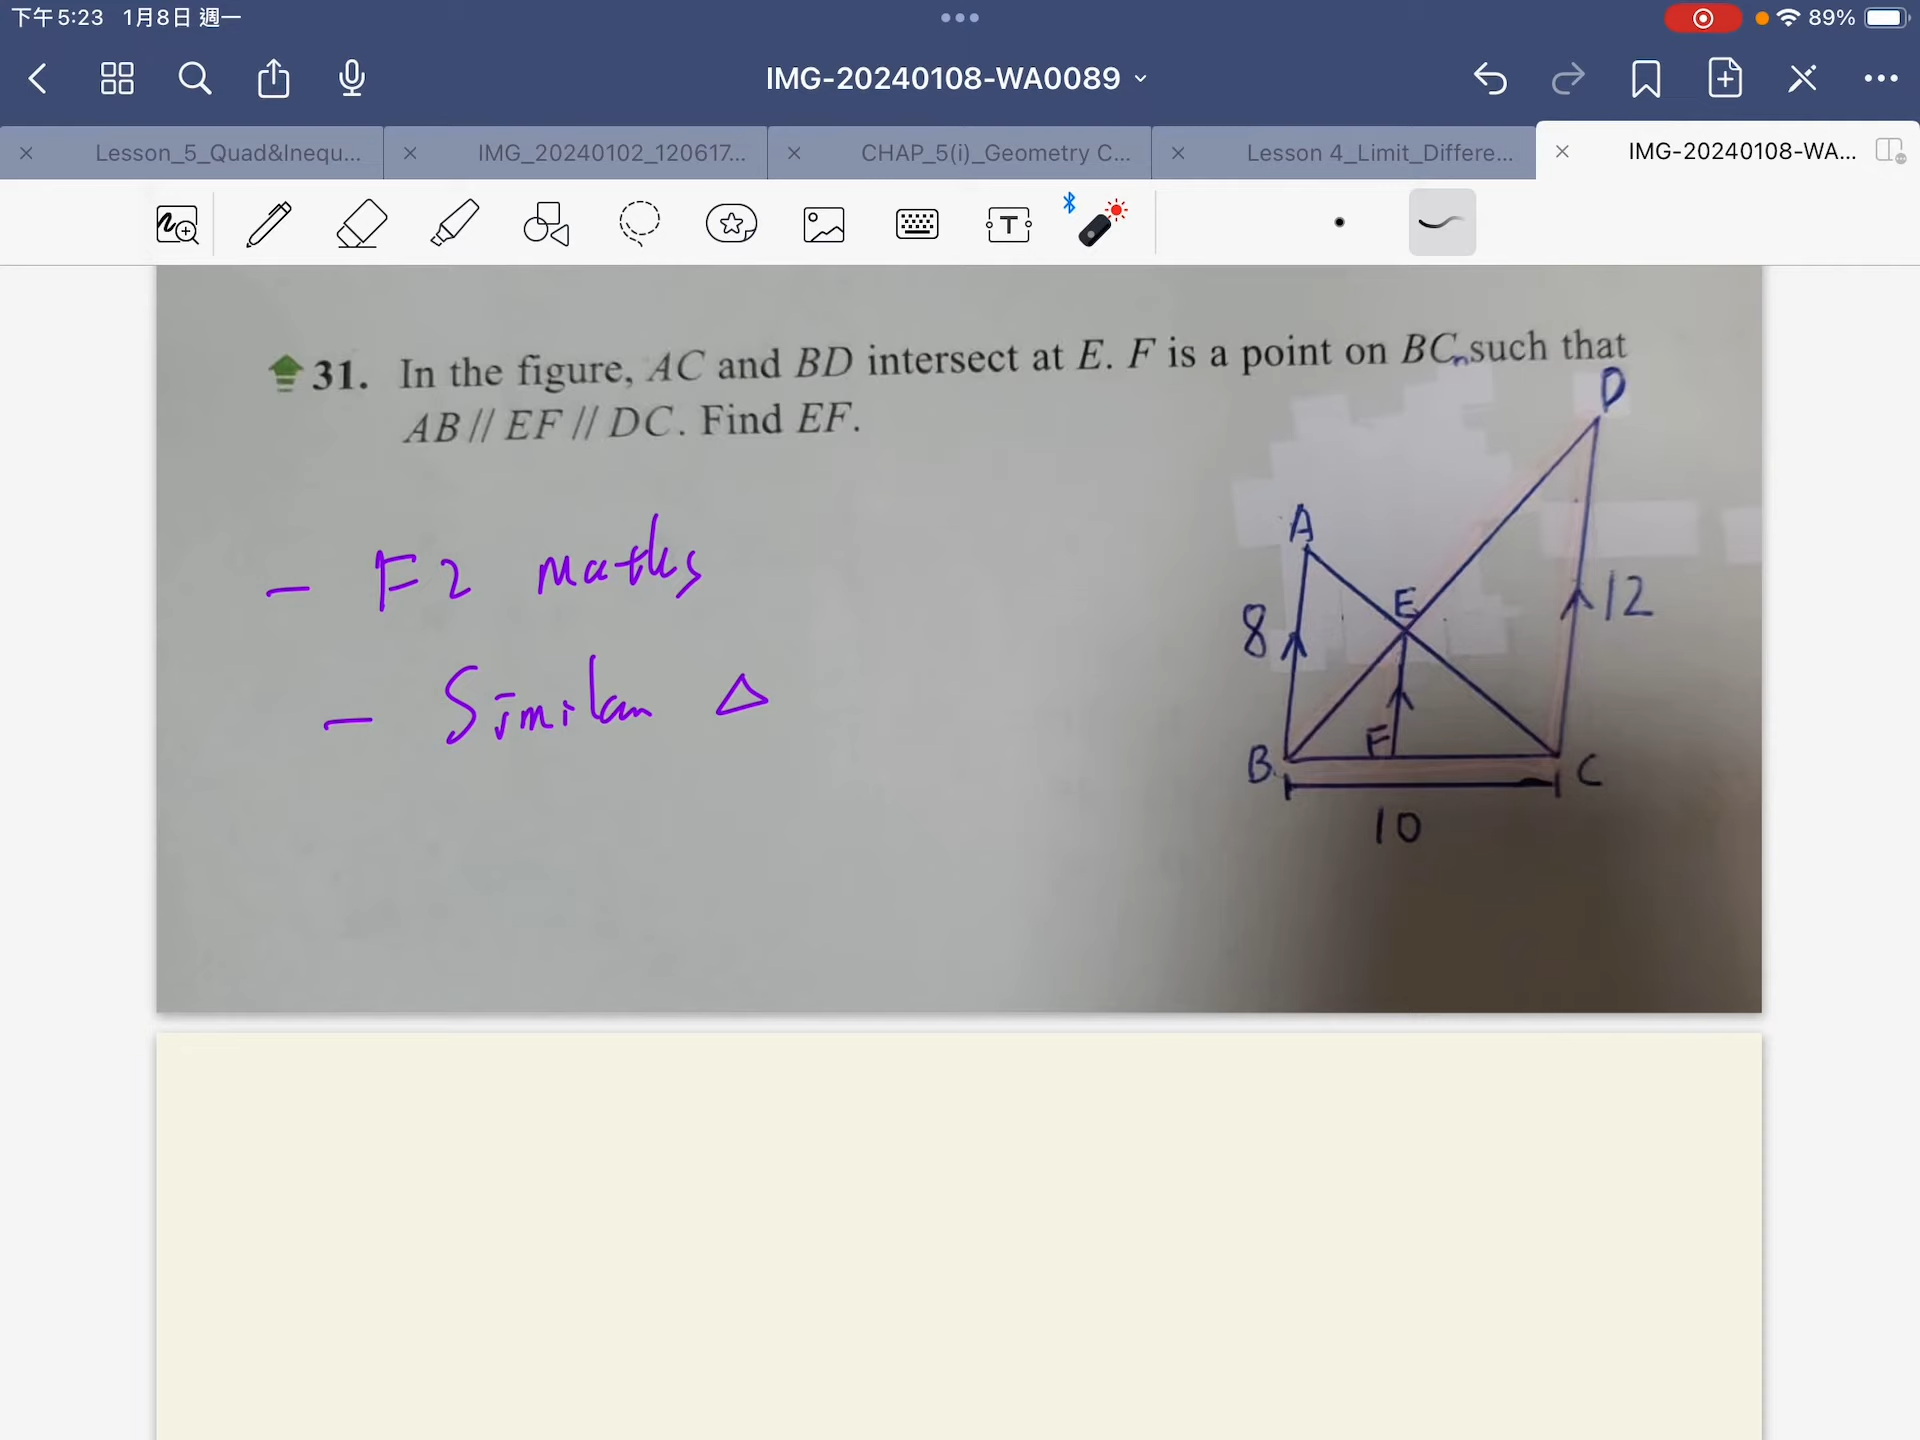 下午5:23 1月8日 週一
89%
IMG-20240108-WA0089
Lesson_5_Quad&Inequ...
IMG_20240102_120617...
CHAP_5(i)_Geometry C...
Lesson 4_Limit_Differe...
IMG-20240108-WA...
T
31. In the figure, AC and BD intersect at E. F is a point on BC such that
AB // EF // DC. Find EF.
- F2 maths
- Similar △
D
A
E
8
12
F
B
C
10